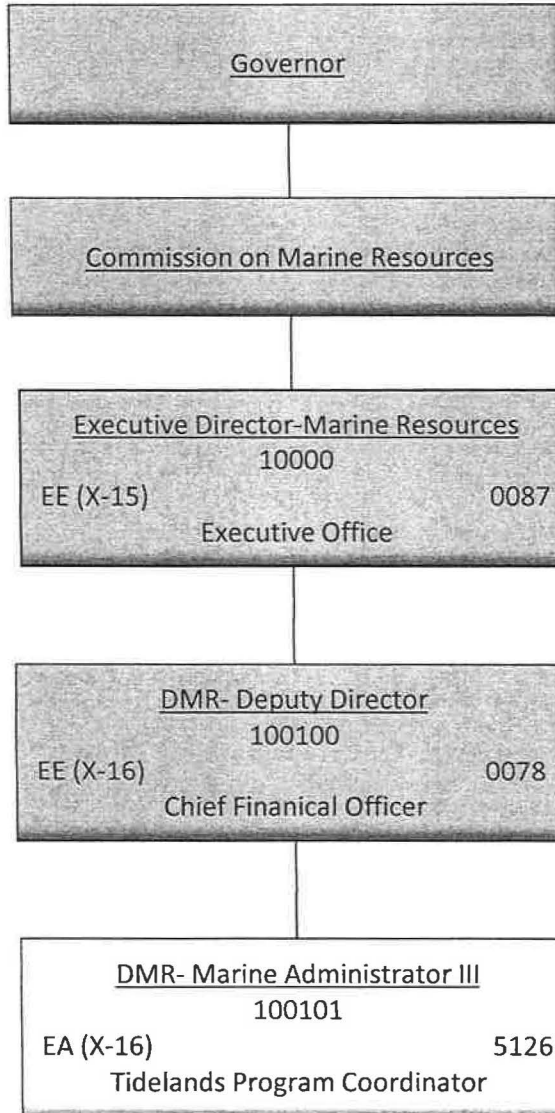 Governor
Commission on Marine Resources
Executive Director-Marine Resources
10000
EE (X-15) 0087
Executive Office
DMR- Deputy Director
100100
EE (X-16) 0078
Chief Finanical Officer
DMR- Marine Administrator III
100101
EA (X-16) 5126
Tidelands Program Coordinator